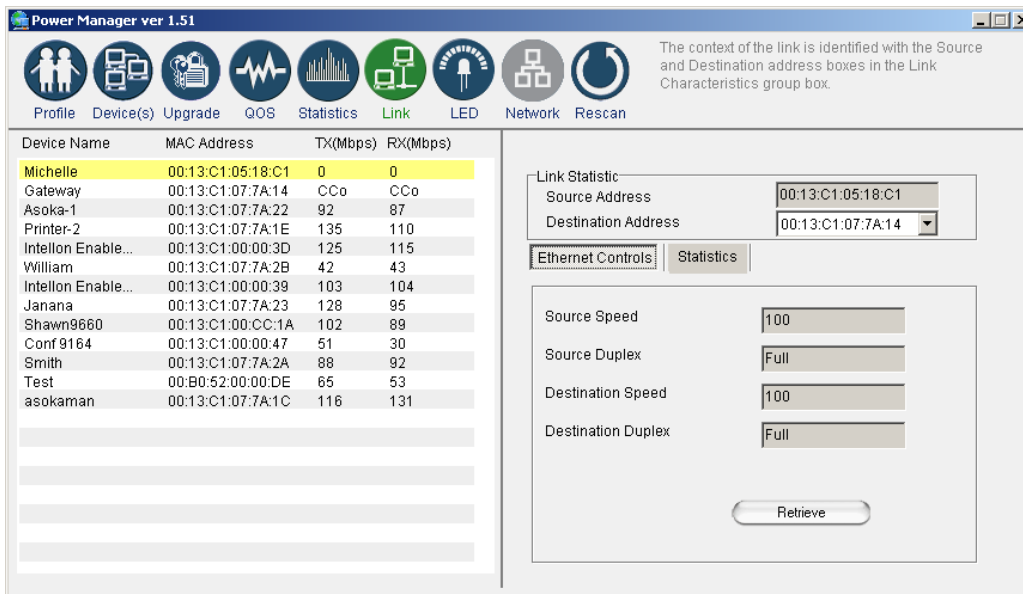 Power Manager ver 1.51
The context of the link is identified with the Source
and Destination address boxes in the Link
Characteristics group box.
Profile Device(s) Upgrade QOS Statistics Link LED Network Rescan
Device Name MAC Address TX(Mbps) RX(Mbps)
Michelle 00:13:C1:05:18:C1 0 0
Gateway 00:13:C1:07:7A:14 CCo CCo
Asoka-1 00:13:C1:07:7A:22 92 87
Printer-2 00:13:C1:07:7A:1E 135 110
Intellon Enable... 00:13:C1:00:00:3D 125 115
William 00:13:C1:07:7A:2B 42 43
Intellon Enable... 00:13:C1:00:00:39 103 104
Janana 00:13:C1:07:7A:23 128 95
Shawn9660 00:13:C1:00:CC:1A 102 89
Conf 9164 00:13:C1:00:00:47 51 30
Smith 00:13:C1:07:7A:2A 88 92
Test 00:B0:52:00:00:DE 65 53
asokaman 00:13:C1:07:7A:1C 116 131
Link Statistic
Source Address 00:13:C1:05:18:C1
Destination Address 00:13:C1:07:7A:14
Ethernet Controls Statistics
Source Speed 100
Source Duplex Full
Destination Speed 100
Destination Duplex Full
Retrieve